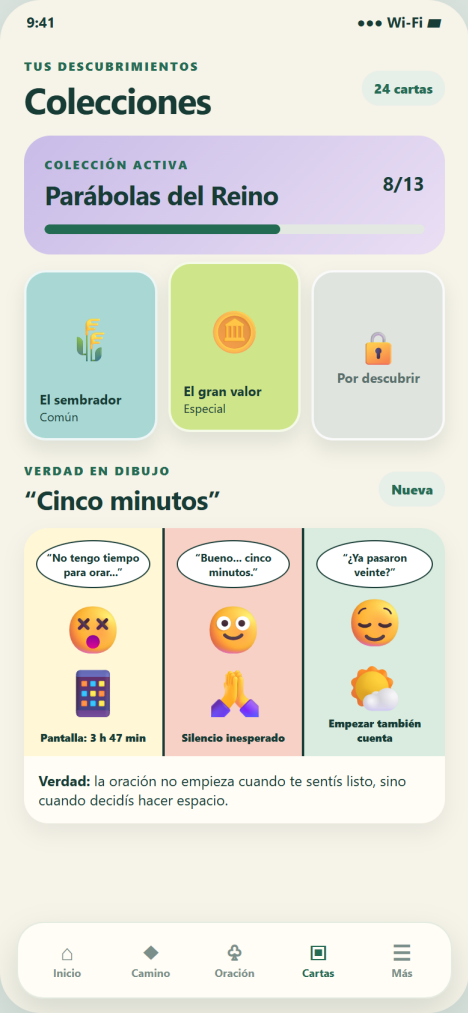 9:41
Wi-Fi
TUS DESCUBRIMIENTOS
Colecciones
24 cartas
COLECCIÓN ACTIVA
Parábolas del Reino
8/13
El sembrador
Común
El gran valor
Especial
Por descubrir
VERDAD EN DIBUJO
“Cinco minutos”
Nueva
“No tengo tiempo
para orar...”
“Bueno... cinco
minutos.”
“¿Ya pasaron
veinte?”
Pantalla: 3 h 47 min
Silencio inesperado
Empezar también
cuenta
Verdad: la oración no empieza cuando te sentís listo, sino
cuando decidís hacer espacio.
Inicio
Camino
Oración
Cartas
Más